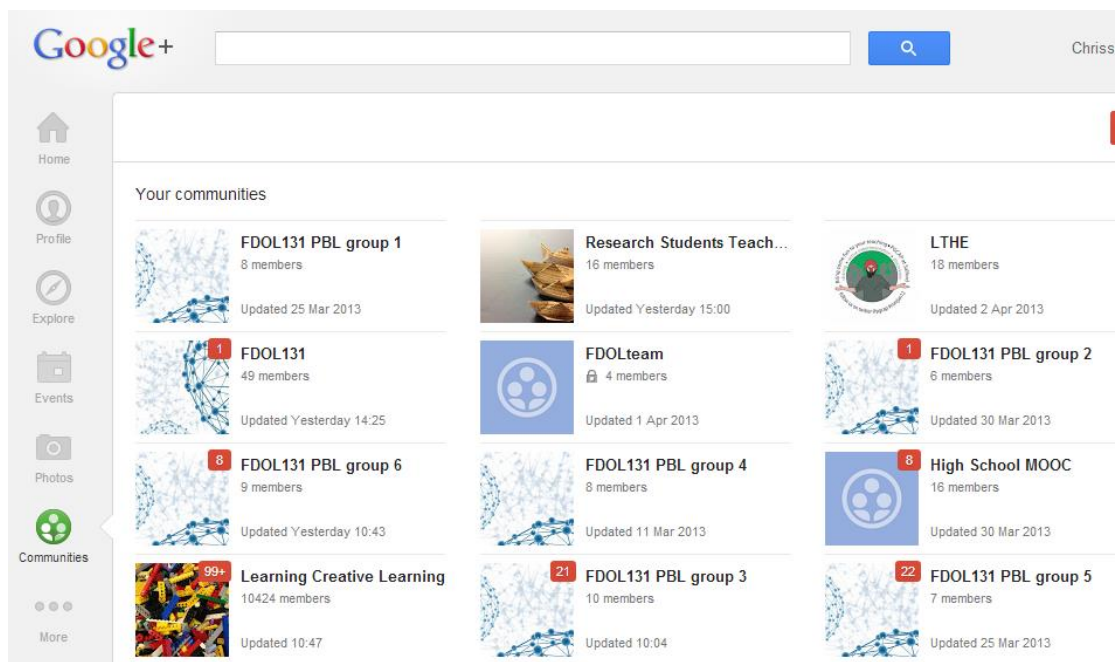 Google+
Chriss
Home
Profile
Explore
Events
Photos
Communities
More
Your communities
FDOL131 PBL group 1
8 members
Updated 25 Mar 2013
Research Students Teach...
16 members
Updated Yesterday 15:00
LTHE
18 members
Updated 2 Apr 2013
1
FDOL131
49 members
Updated Yesterday 14:25
FDOLteam
4 members
Updated 1 Apr 2013
1
FDOL131 PBL group 2
6 members
Updated 30 Mar 2013
8
FDOL131 PBL group 6
9 members
Updated Yesterday 10:43
FDOL131 PBL group 4
8 members
Updated 11 Mar 2013
8
High School MOOC
16 members
Updated 30 Mar 2013
99+
Learning Creative Learning
10424 members
Updated 10:47
21
FDOL131 PBL group 3
10 members
Updated 10:04
22
FDOL131 PBL group 5
7 members
Updated 25 Mar 2013